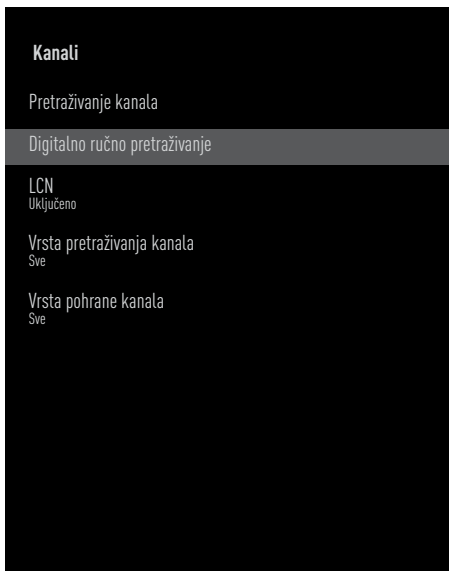 Kanali
Pretraživanje kanala
Digitalno ručno pretraživanje
LCN
Uključeno
Vrsta pretraživanja kanala
Sve
Vrsta pohrane kanala
Sve